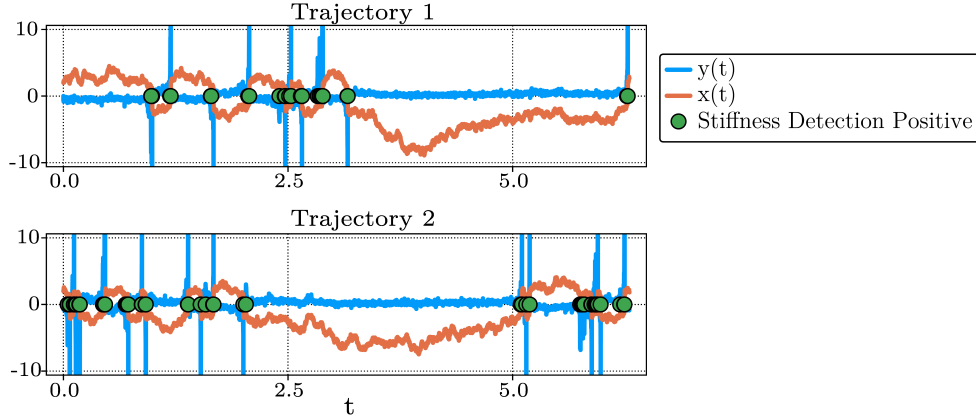 Trajectory 1
10
0
-10
0.0 2.5 5.0
y(t)
x(t)
Stiffness Detection Positive
Trajectory 2
10
0
-10
0.0 2.5 5.0
t